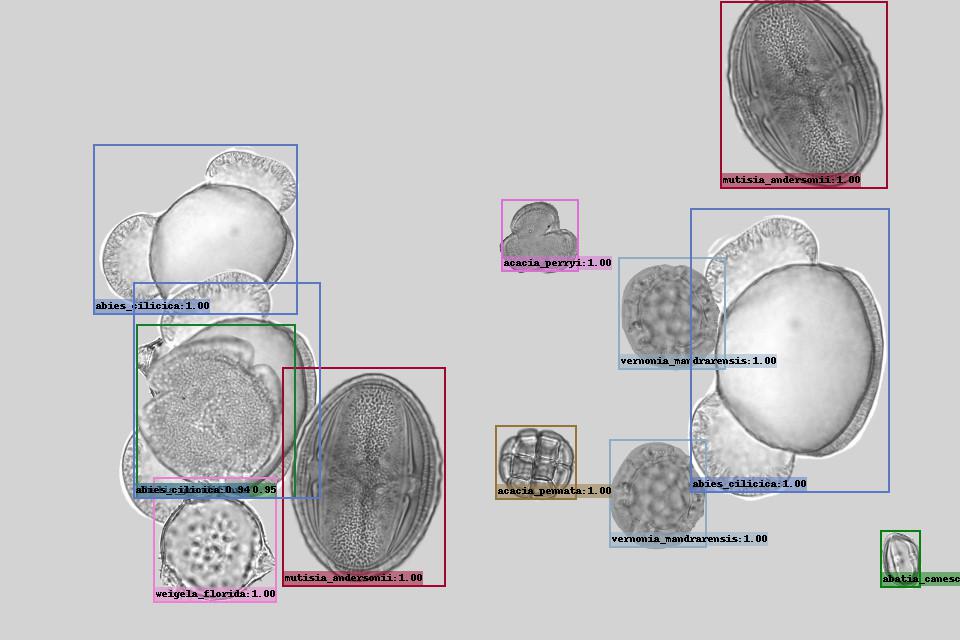 mutisia_andersonii:1.00
acacia_perryi:1.00
abies_cilicica:1.00
vernonia_mandrarensis:1.00
abies_cilicica:1.00
acacia_pennata:1.00
abies_cilicica:0.94
0.95
vernonia_mandrarensis:1.00
mutisia_andersonii:1.00
abatia_canesc
weigela_florida:1.00